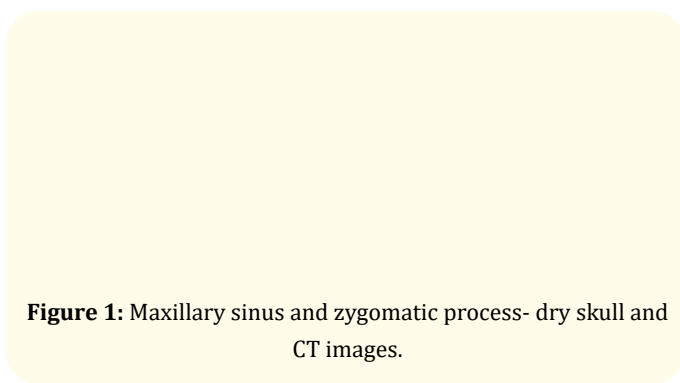 Figure 1: Maxillary sinus and zygomatic process- dry skull and
CT images.